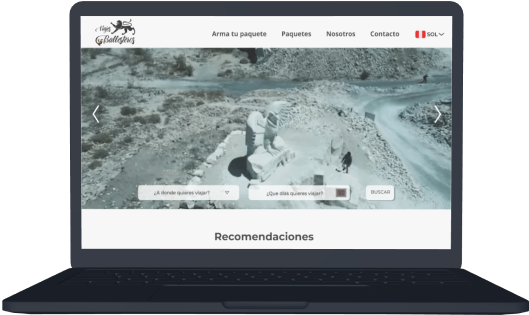 Viajes
Ballesteros
Arma tu paquete
Paquetes
Nosotros
Contacto
SOL
¿A donde quieres viajar?
¿Que días quieres viajar?
BUSCAR
Recomendaciones